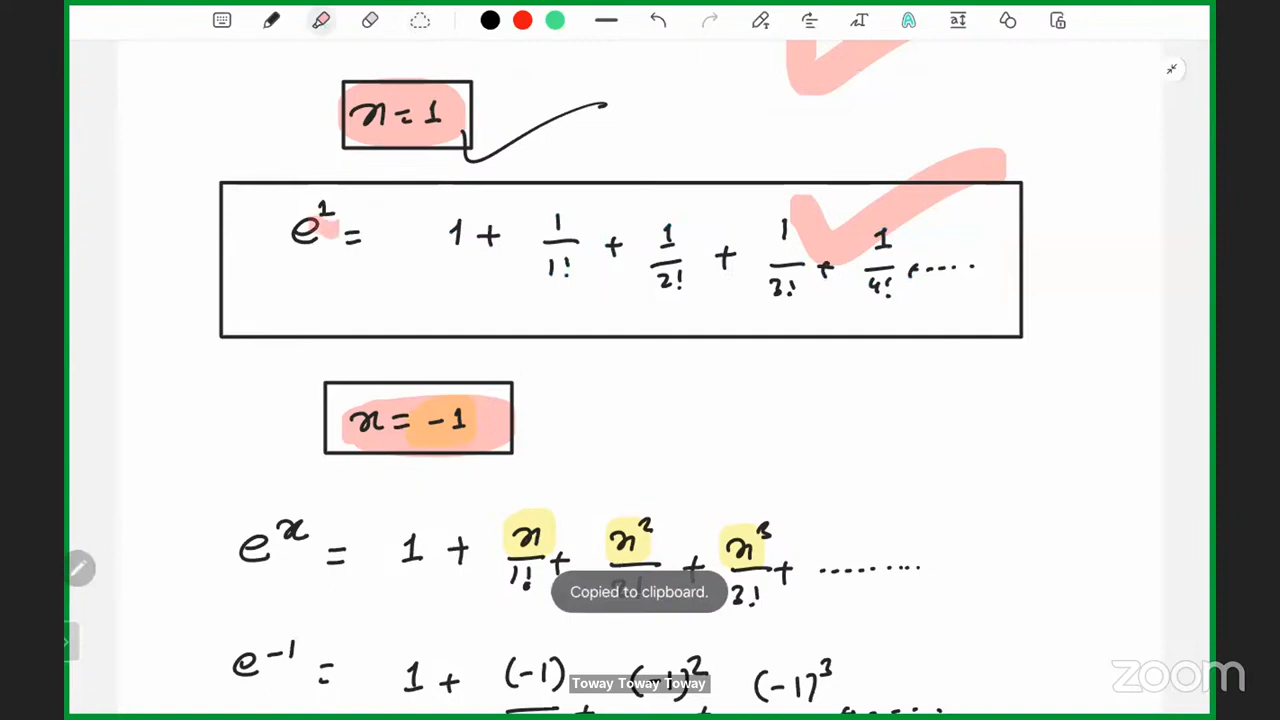 x = 1
e^1 = 1 + 1/1! + 1/2! + 1/3! + 1/4! + ....
x = -1
e^x = 1 + x/1! + x^2/2! + x^3/3! + .........
Copied to clipboard.
e^-1 = 1 + (-1) + (-1)^2 + (-1)^3
Toway Toway Toway
zoom